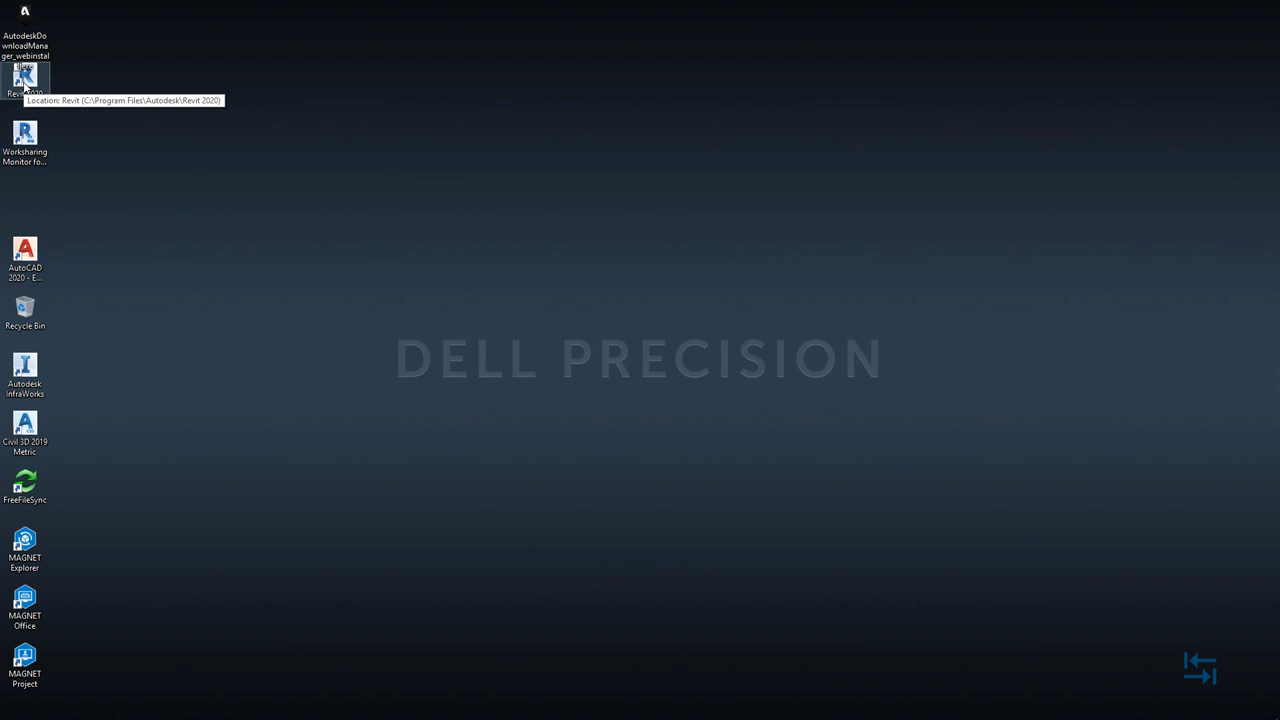 AutodeskDo
wnloadMana
ger_webinstal
Location: Revit (C:\Program Files\Autodesk\Revit 2020)
Worksharing
Monitor fo...
AutoCAD
2020 - E...
Recycle Bin
Autodesk
InfraWorks
Civil 3D 2019
Metric
FreeFileSync
MAGNET
Explorer
MAGNET
Office
MAGNET
Project
DELL PRECISION